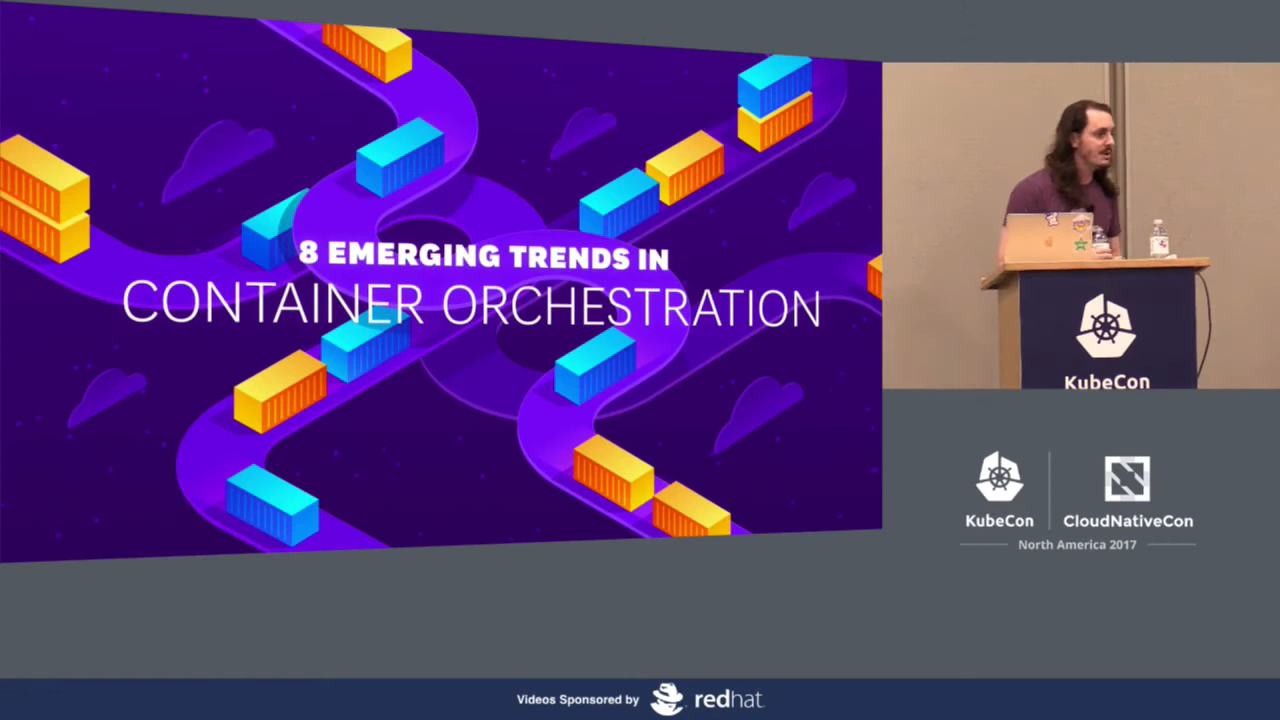 8 EMERGING TRENDS IN
CONTAINER ORCHESTRATION
KubeCon
KubeCon
CloudNativeCon
North America 2017
Videos Sponsored by
redhat